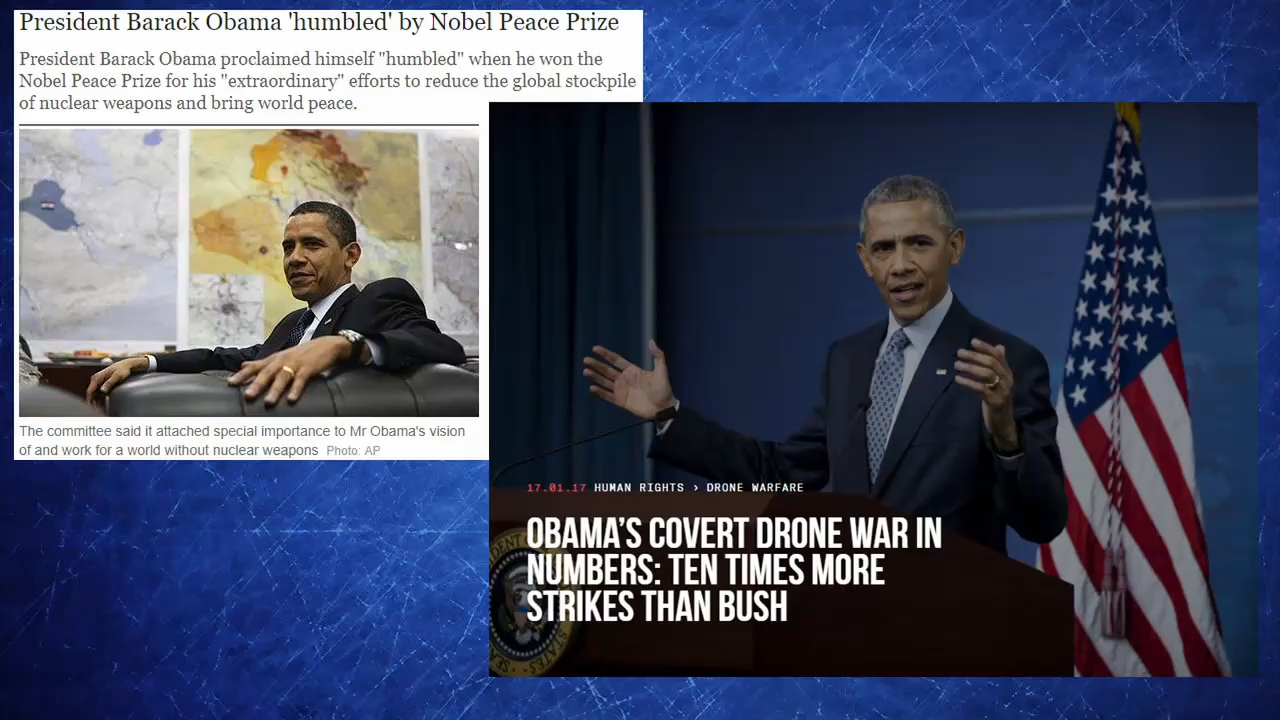 President Barack Obama 'humbled' by Nobel Peace Prize
President Barack Obama proclaimed himself "humbled" when he won the
Nobel Peace Prize for his "extraordinary" efforts to reduce the global stockpile
of nuclear weapons and bring world peace.
The committee said it attached special importance to Mr Obama's vision
of and work for a world without nuclear weapons Photo: AP
17.01.17 HUMAN RIGHTS › DRONE WARFARE
OBAMA’S COVERT DRONE WAR IN
NUMBERS: TEN TIMES MORE
STRIKES THAN BUSH